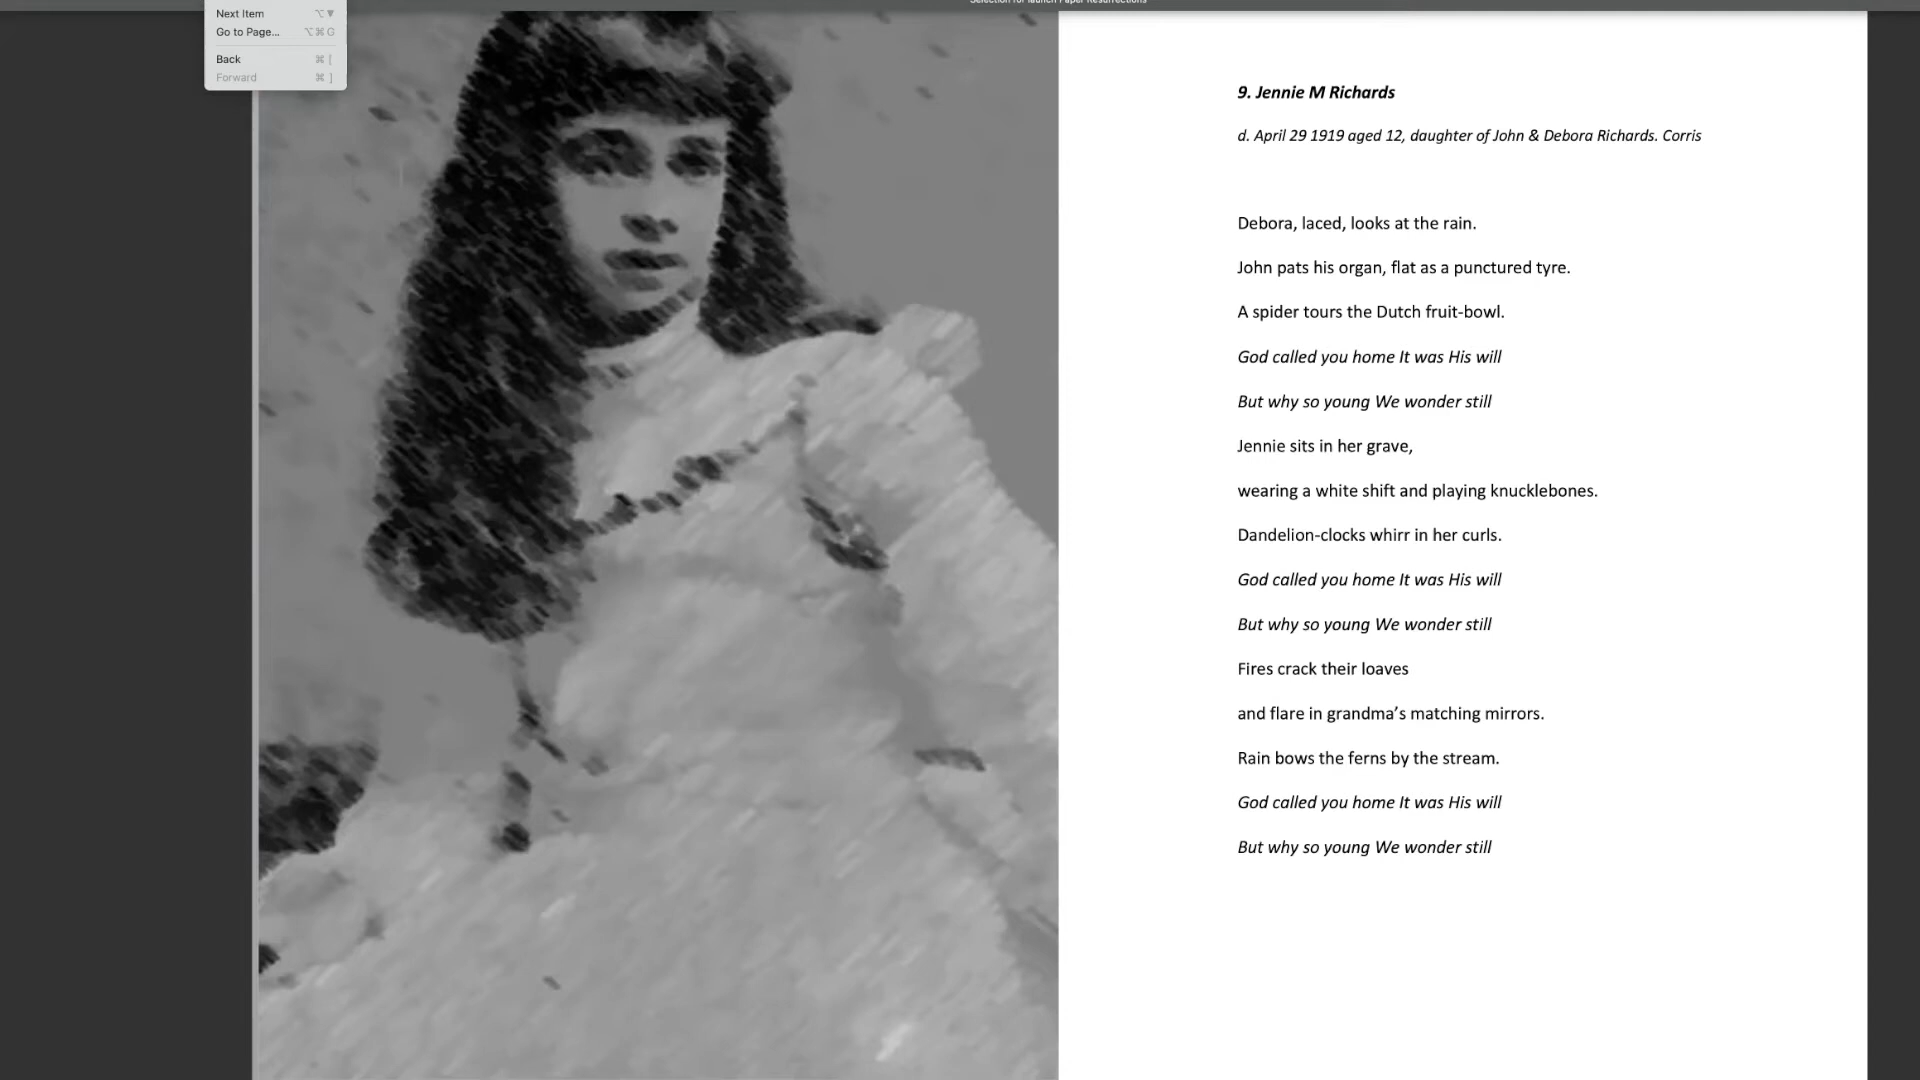 Selection for launch Paper Resurrections
Next Item ⌥▼
Go to Page... ⌥⌘G
Back ⌘[
Forward ⌘]
9. Jennie M Richards
d. April 29 1919 aged 12, daughter of John & Debora Richards. Corris
Debora, laced, looks at the rain.
John pats his organ, flat as a punctured tyre.
A spider tours the Dutch fruit-bowl.
God called you home It was His will
But why so young We wonder still
Jennie sits in her grave,
wearing a white shift and playing knucklebones.
Dandelion-clocks whirr in her curls.
God called you home It was His will
But why so young We wonder still
Fires crack their loaves
and flare in grandma’s matching mirrors.
Rain bows the ferns by the stream.
God called you home It was His will
But why so young We wonder still